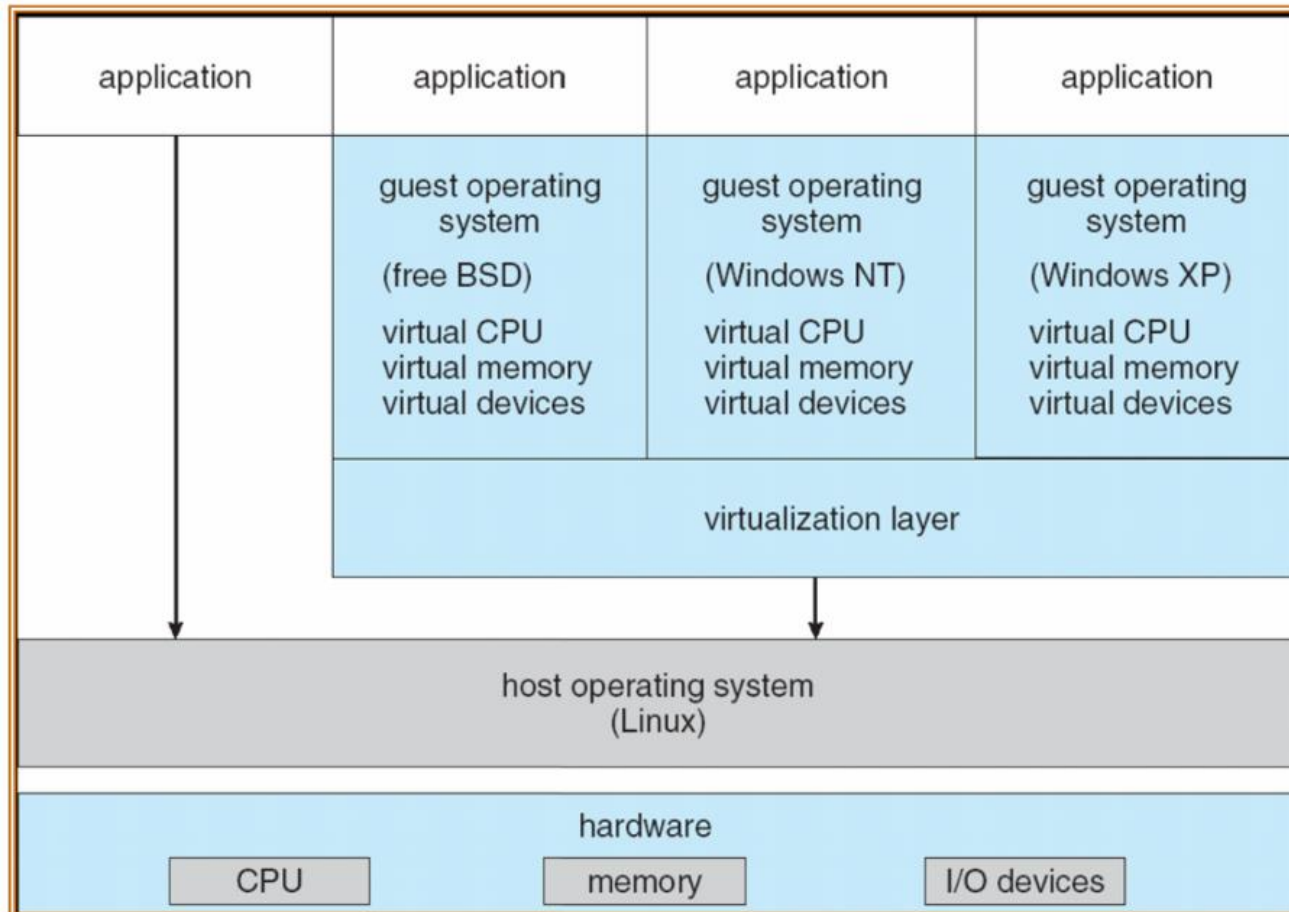 application
application
application
application
guest operating
system
(free BSD)
virtual CPU
virtual memory
virtual devices
guest operating
system
(Windows NT)
virtual CPU
virtual memory
virtual devices
guest operating
system
(Windows XP)
virtual CPU
virtual memory
virtual devices
virtualization layer
host operating system
(Linux)
hardware
CPU
memory
I/O devices